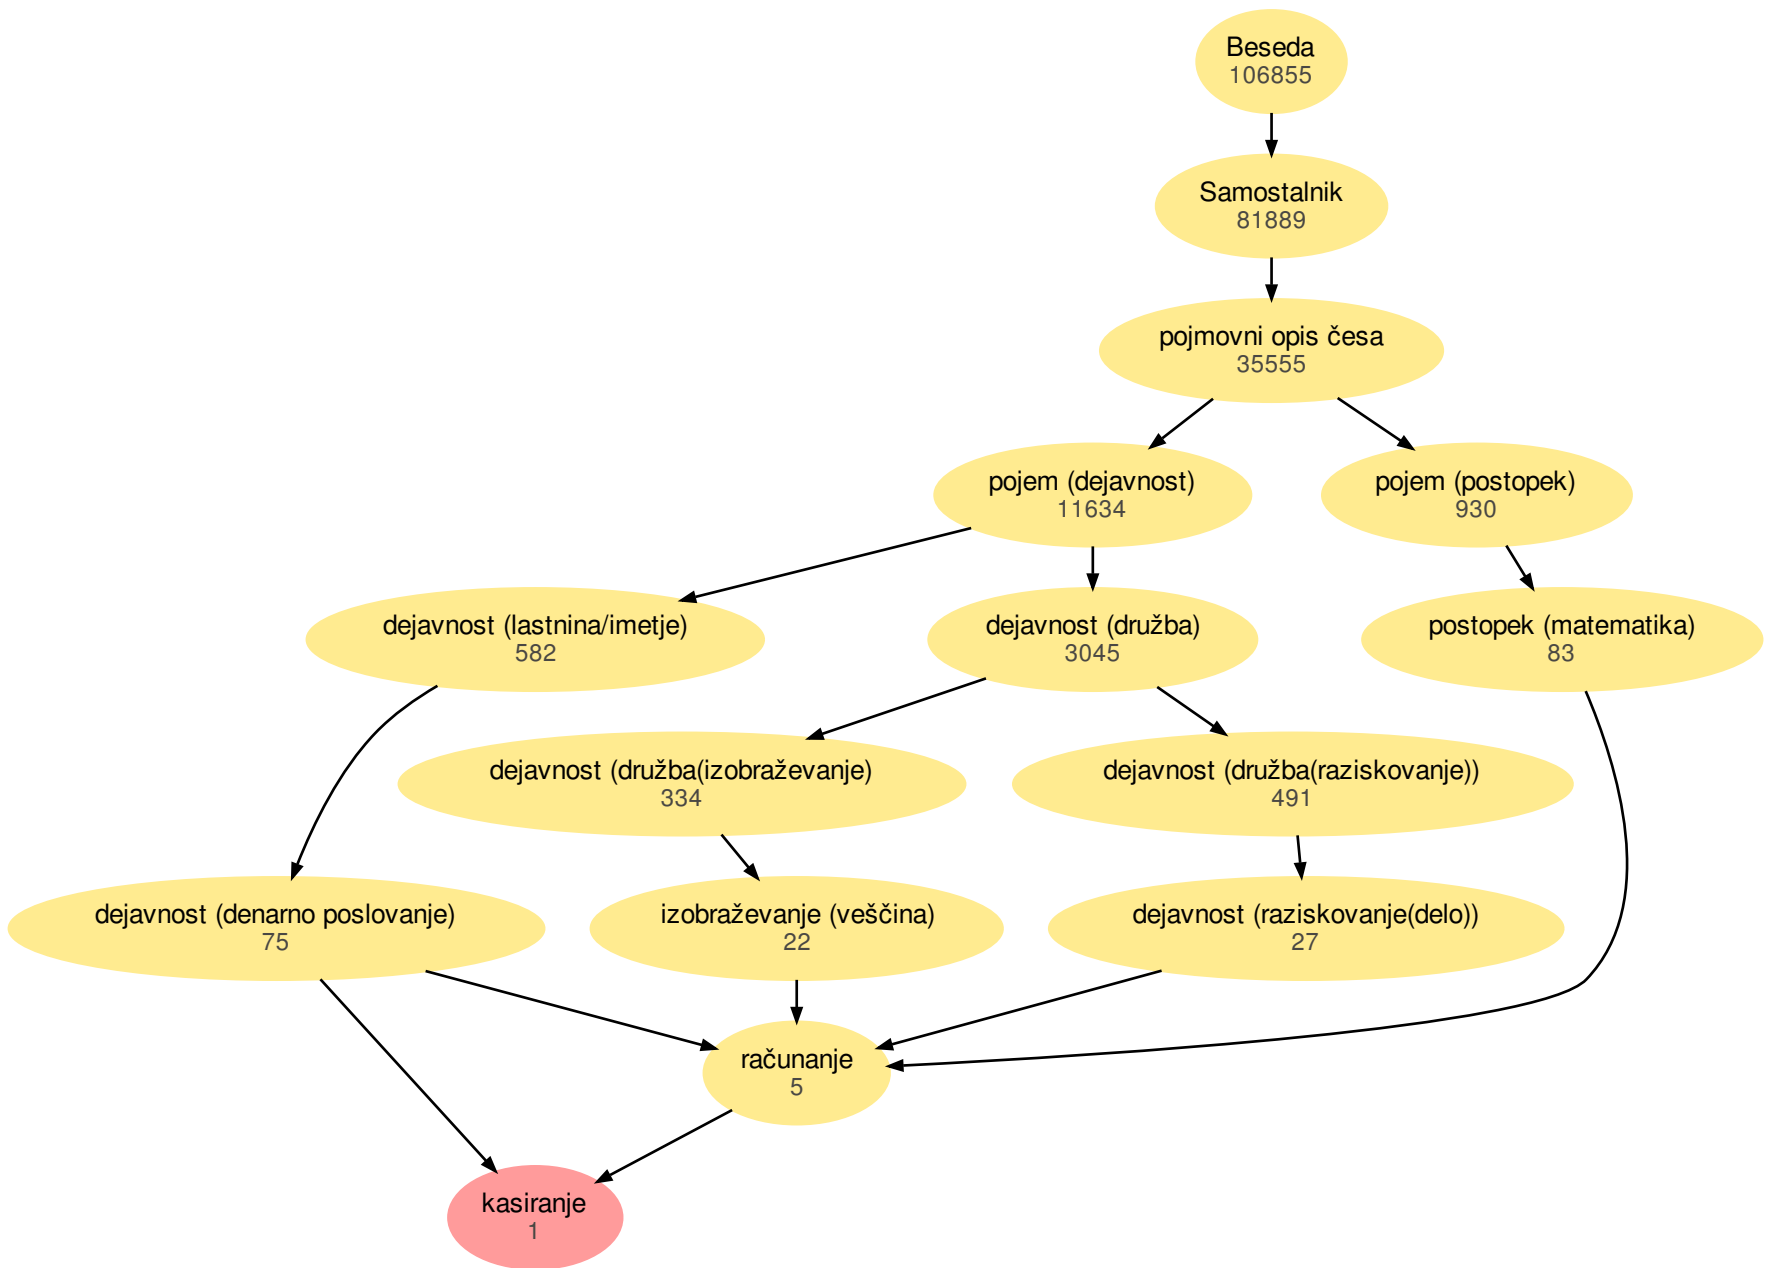 Beseda
106855
Samostalnik
81889
pojmovni opis česa
35555
pojem (dejavnost)
11634
pojem (postopek)
930
dejavnost (lastnina/imetje)
582
dejavnost (družba)
3045
postopek (matematika)
83
dejavnost (družba(izobraževanje)
334
dejavnost (družba(raziskovanje))
491
dejavnost (denarno poslovanje)
75
izobraževanje (veščina)
22
dejavnost (raziskovanje(delo))
27
računanje
5
kasiranje
1